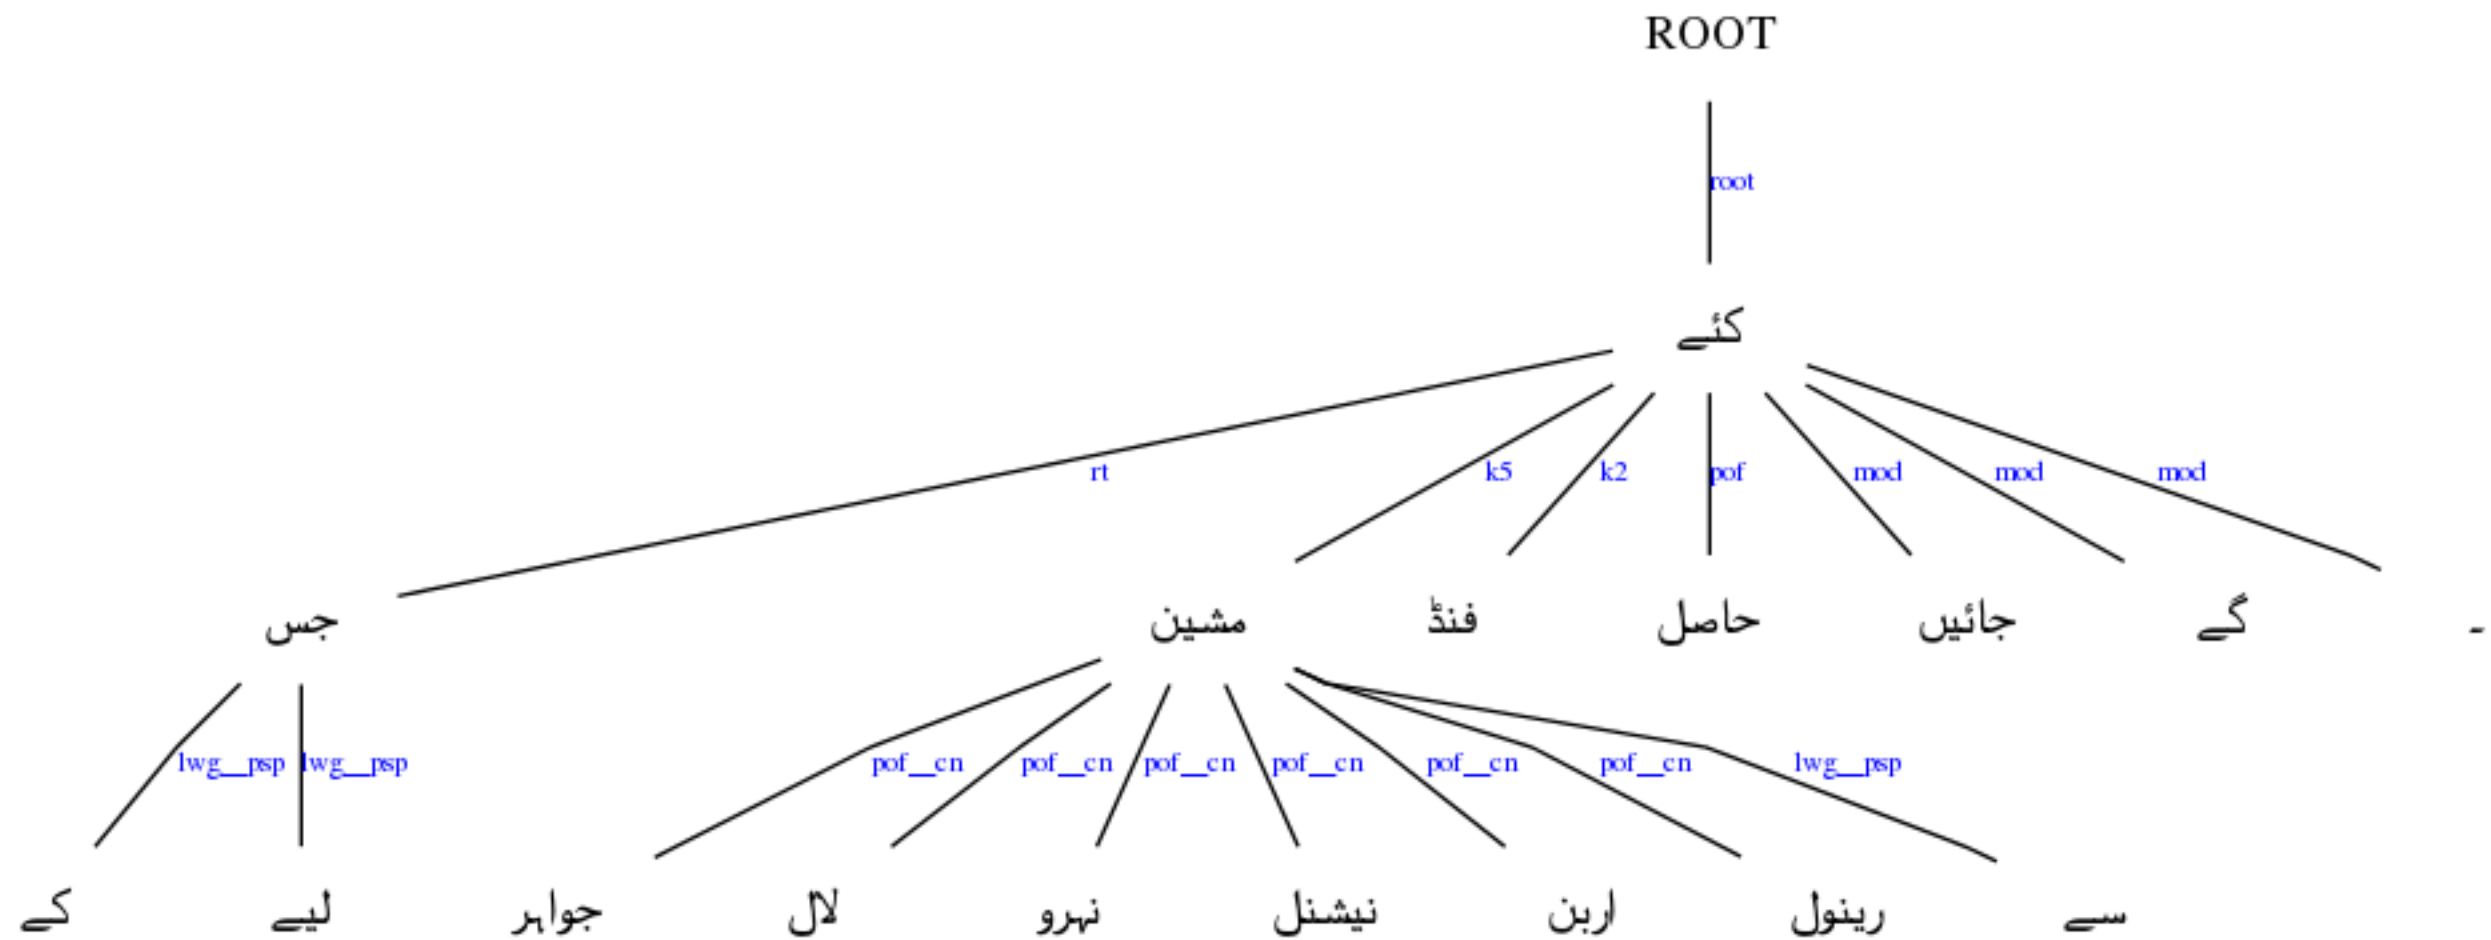 ROOT
root
کئے
rt k5 k2 pof mod mod mod
جس مشین فنڈ حاصل جائیں گے ۔
lwg__psp lwg__psp pof__cn pof__cn pof__cn pof__cn pof__cn pof__cn lwg__psp
کے لیے جواہر لال نہرو نیشنل اربن رینول سے